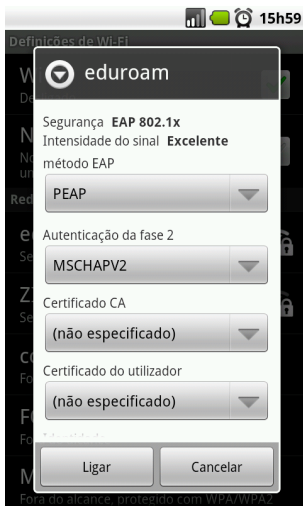 15h59
Definições de Wi-Fi
eduroam
Segurança EAP 802.1x
Intensidade do sinal Excelente
método EAP
PEAP
Autenticação da fase 2
MSCHAPV2
Certificado CA
(não especificado)
Certificado do utilizador
(não especificado)
Identidade
Ligar
Cancelar
Fora do alcance, protegido com WPA/WPA2